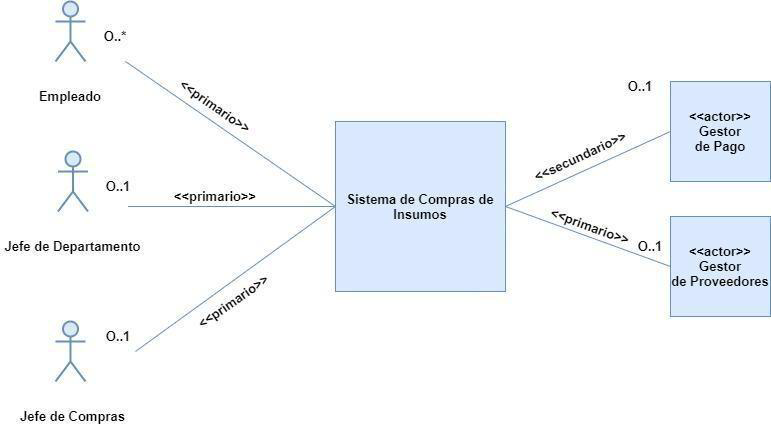 O..*
Empleado
<<primario>>
O..1
Jefe de Departamento
<<primario>>
O..1
Jefe de Compras
<<primario>>
Sistema de Compras de
Insumos
<<secundario>>
O..1
<<actor>>
Gestor
de Pago
<<primario>>
O..1
<<actor>>
Gestor
de Proveedores